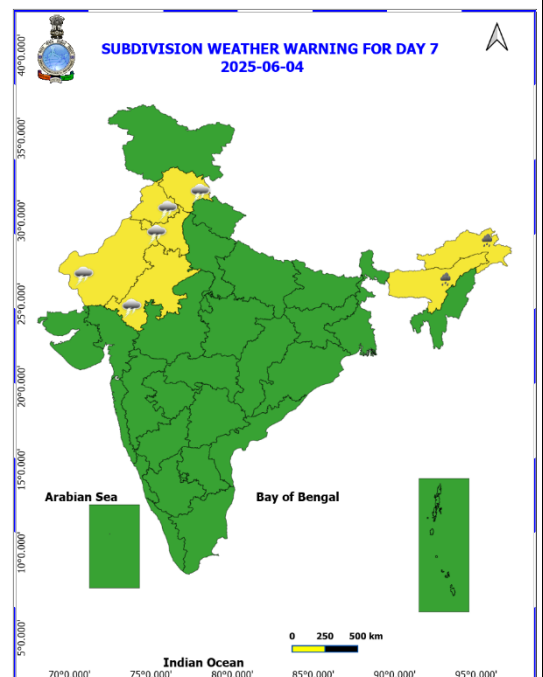 SUBDIVISION WEATHER WARNING FOR DAY 7
2025-06-04
40°0.000'
35°0.000'
30°0.000'
25°0.000'
20°0.000'
15°0.000'
10°0.000'
5°0.000'
Arabian Sea
Bay of Bengal
0 250 500 km
Indian Ocean
70°0.000' 75°0.000' 80°0.000' 85°0.000' 90°0.000' 95°0.000'